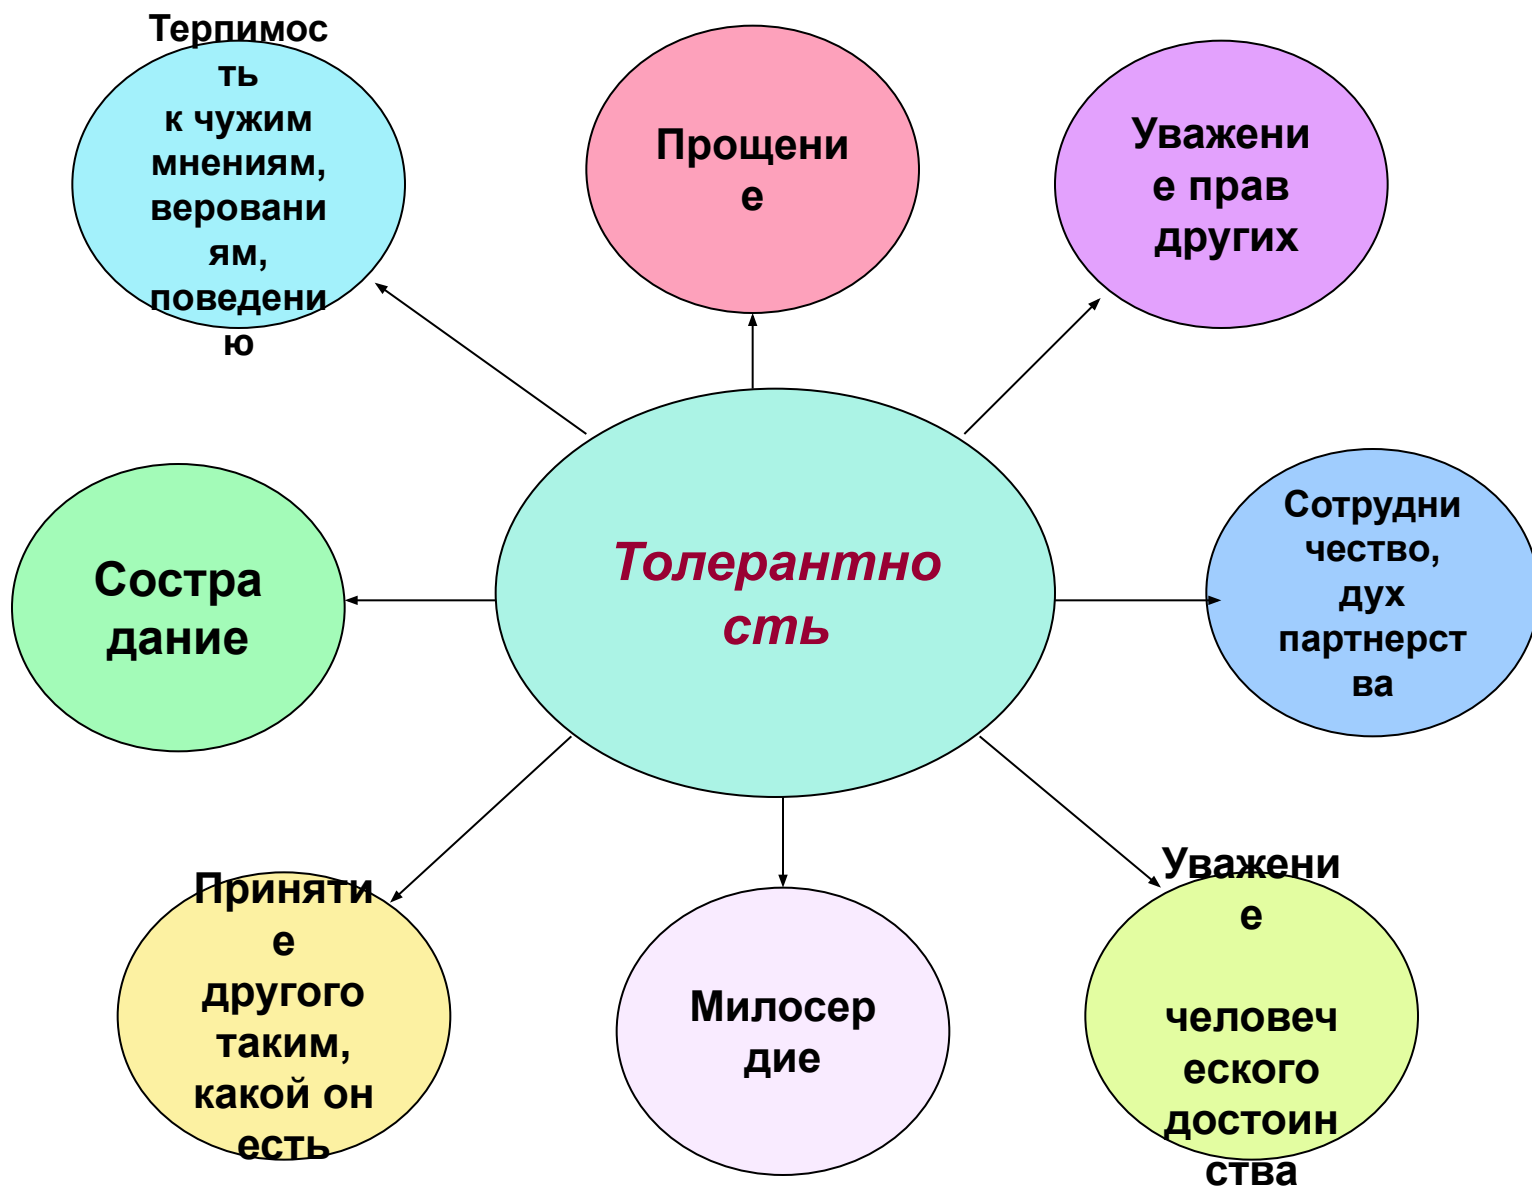 Терпимос
ть
к чужим
мнениям,
веровани
ям,
поведени
ю
Прощени
е
Уважени
е прав
других
Состра
дание
Толерантно
сть
Сотрудни
чество,
дух
партнерст
ва
Приняти
е
другого
таким,
какой он
есть
Милосер
дие
Уважени
е
человеч
еского
достоин
ства